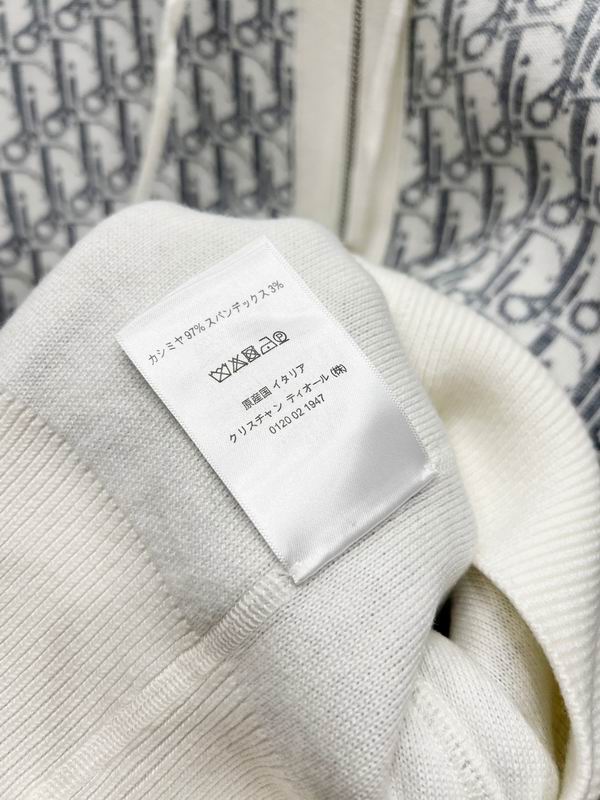 カシミヤ 97% スパンデックス 3%
原産国 イタリア
クリスチャン ディオール (株)
0120 02 1947